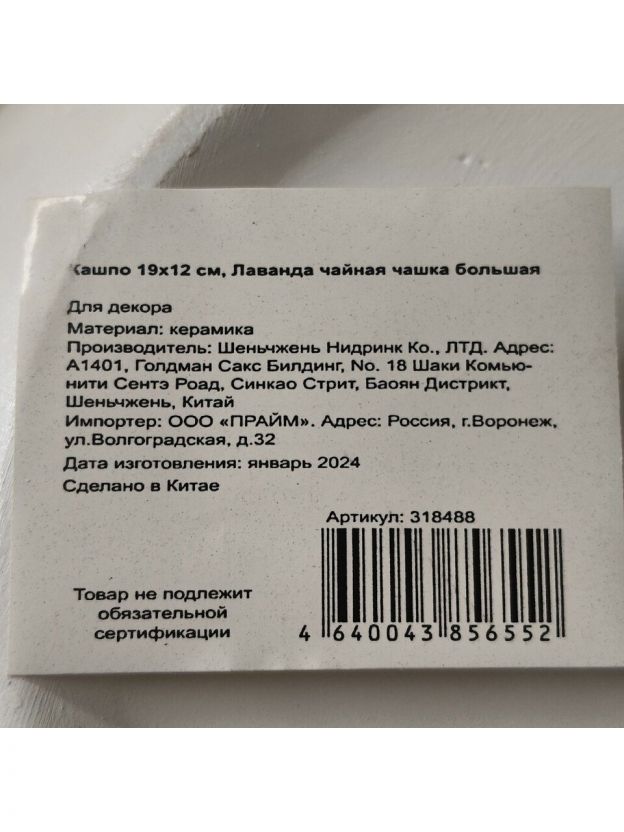 Кашпо 19х12 см, Лаванда чайная чашка большая
Для декора
Материал: керамика
Производитель: Шеньчжень Нидринк Ко., ЛТД. Адрес:
А1401, Голдман Сакс Билдинг, No. 18 Шаки Комью-
нити Сентэ Роад, Синкао Стрит, Баоян Дистрикт,
Шеньчжень, Китай
Импортер: ООО «ПРАЙМ». Адрес: Россия, г.Воронеж,
ул.Волгоградская, д.32
Дата изготовления: январь 2024
Сделано в Китае
Артикул: 318488
Товар не подлежит
обязательной
сертификации
4 640043 856552